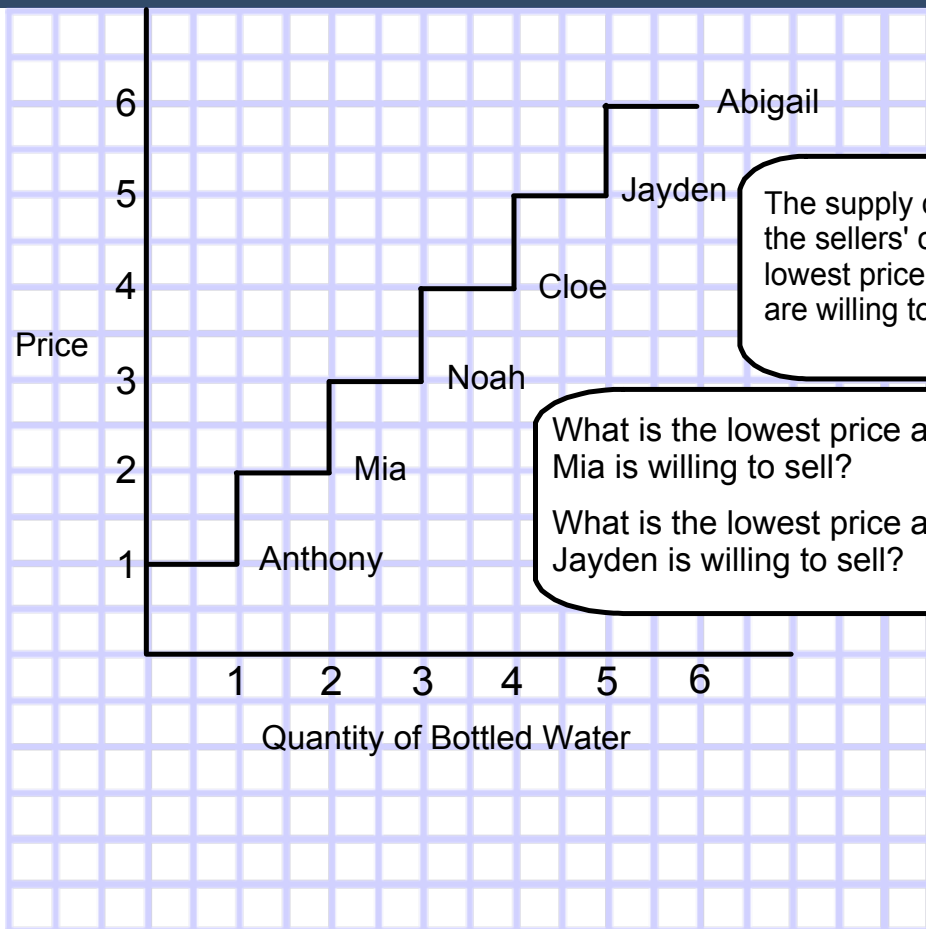 6
Abigail
5
Jayden
The supply
the sellers'
lowest price
are willing
4
Cloe
Price
3
Noah
What is the lowest price
Mia is willing to sell?
2
Mia
What is the lowest price
Jayden is willing to sell?
1
Anthony
1 2 3 4 5 6
Quantity of Bottled Water